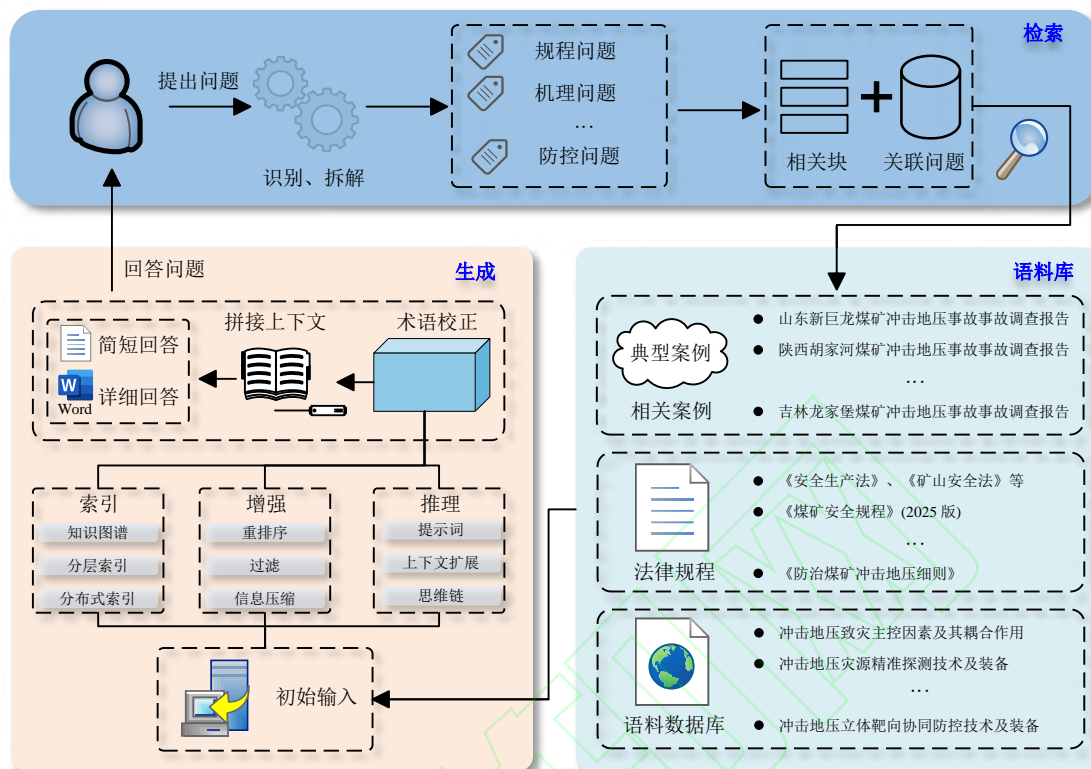 检索
提出问题
识别、拆解
规程问题
机理问题
…
防控问题
相关块
关联问题
回答问题
生成
简短回答
Word
详细回答
拼接上下文
术语校正
索引
知识图谱
分层索引
分布式索引
增强
重排序
过滤
信息压缩
推理
提示词
上下文扩展
思维链
初始输入
语料库
典型案例
相关案例
● 山东新巨龙煤矿冲击地压事故事故调查报告
● 陕西胡家河煤矿冲击地压事故事故调查报告
…
● 吉林龙家堡煤矿冲击地压事故事故调查报告
法律规程
● 《安全生产法》、《矿山安全法》等
● 《煤矿安全规程》(2025 版)
…
● 《防治煤矿冲击地压细则》
语料数据库
● 冲击地压致灾主控因素及其耦合作用
● 冲击地压灾源精准探测技术及装备
…
● 冲击地压立体靶向协同防控技术及装备